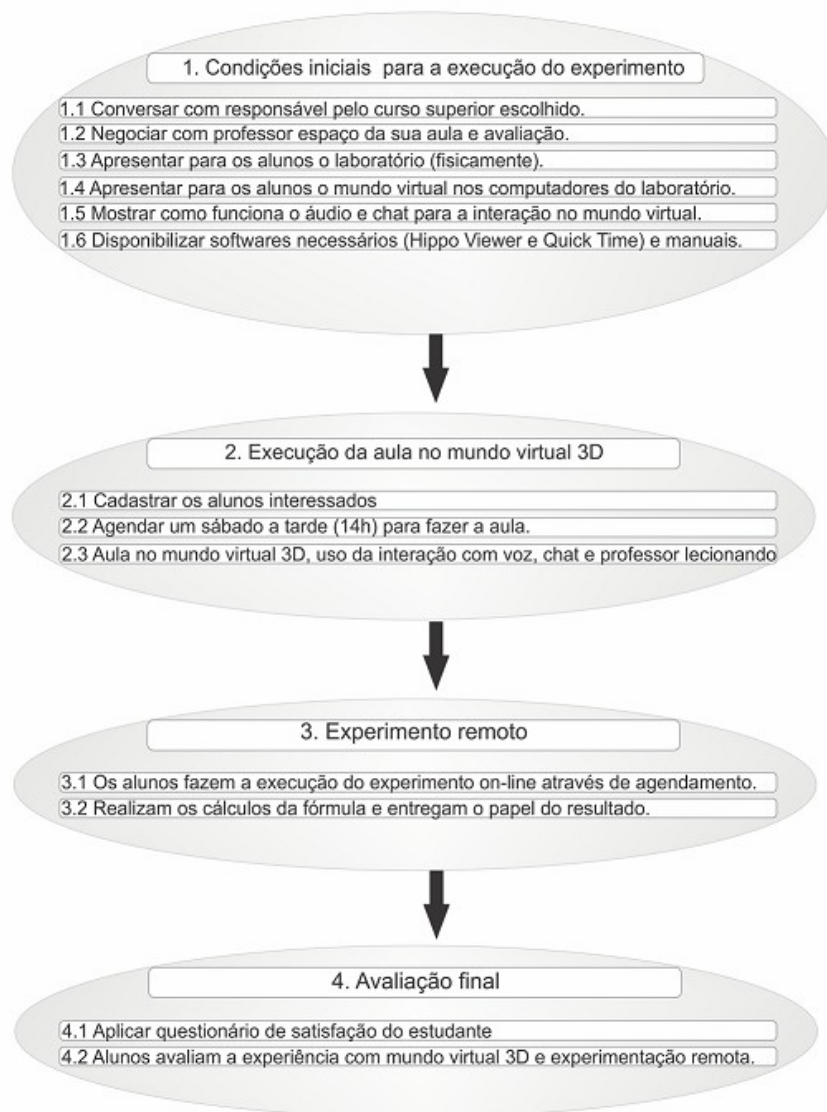 1. Condições iniciais para a execução do experimento
1.1 Conversar com responsável pelo curso superior escolhido.
1.2 Negociar com professor espaço da sua aula e avaliação.
1.3 Apresentar para os alunos o laboratório (fisicamente).
1.4 Apresentar para os alunos o mundo virtual nos computadores do laboratório.
1.5 Mostrar como funciona o áudio e chat para a interação no mundo virtual.
1.6 Disponibilizar softwares necessários (Hippo Viewer e Quick Time) e manuais.
2. Execução da aula no mundo virtual 3D
2.1 Cadastrar os alunos interessados
2.2 Agendar um sábado a tarde (14h) para fazer a aula.
2.3 Aula no mundo virtual 3D, uso da interação com voz, chat e professor lecionando
3. Experimento remoto
3.1 Os alunos fazem a execução do experimento on-line através de agendamento.
3.2 Realizam os cálculos da fórmula e entregam o papel do resultado.
4. Avaliação final
4.1 Aplicar questionário de satisfação do estudante
4.2 Alunos avaliam a experiência com mundo virtual 3D e experimentação remota.